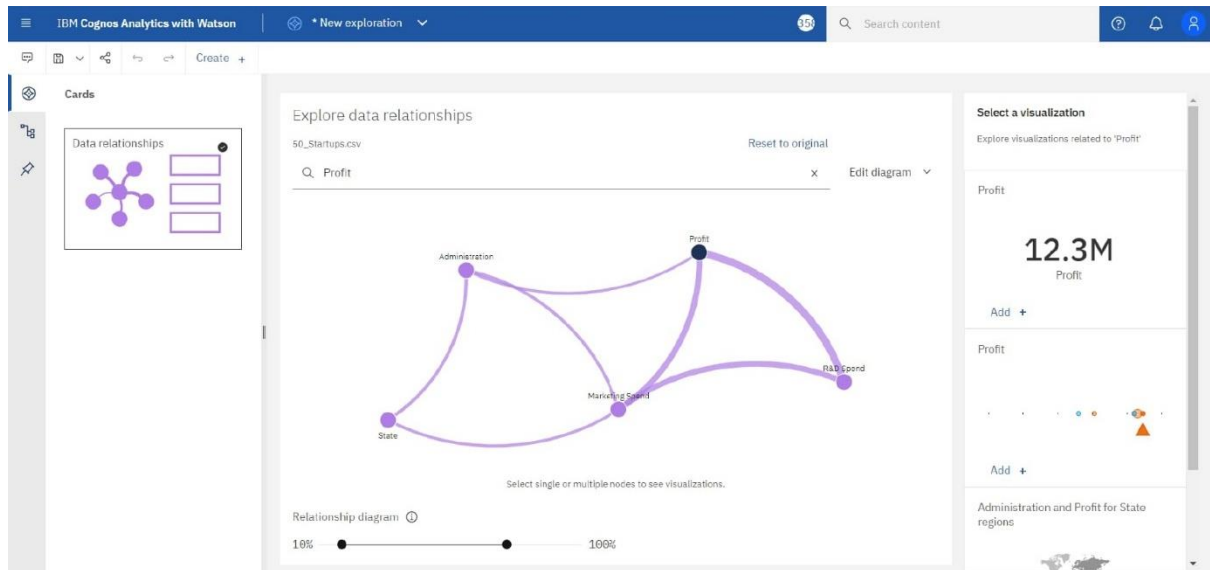 IBM Cognos Analytics with Watson
* New exploration
Search content
Create +
Cards
Data relationships
Explore data relationships
50_Startups.csv
Reset to original
Profit
x
Edit diagram
Administration
Profit
R&D Spend
Marketing Spend
State
Select single or multiple nodes to see visualizations.
Relationship diagram
10%
100%
Select a visualization
Explore visualizations related to 'Profit'
Profit
12.3M
Profit
Add +
Profit
Add +
Administration and Profit for State
regions